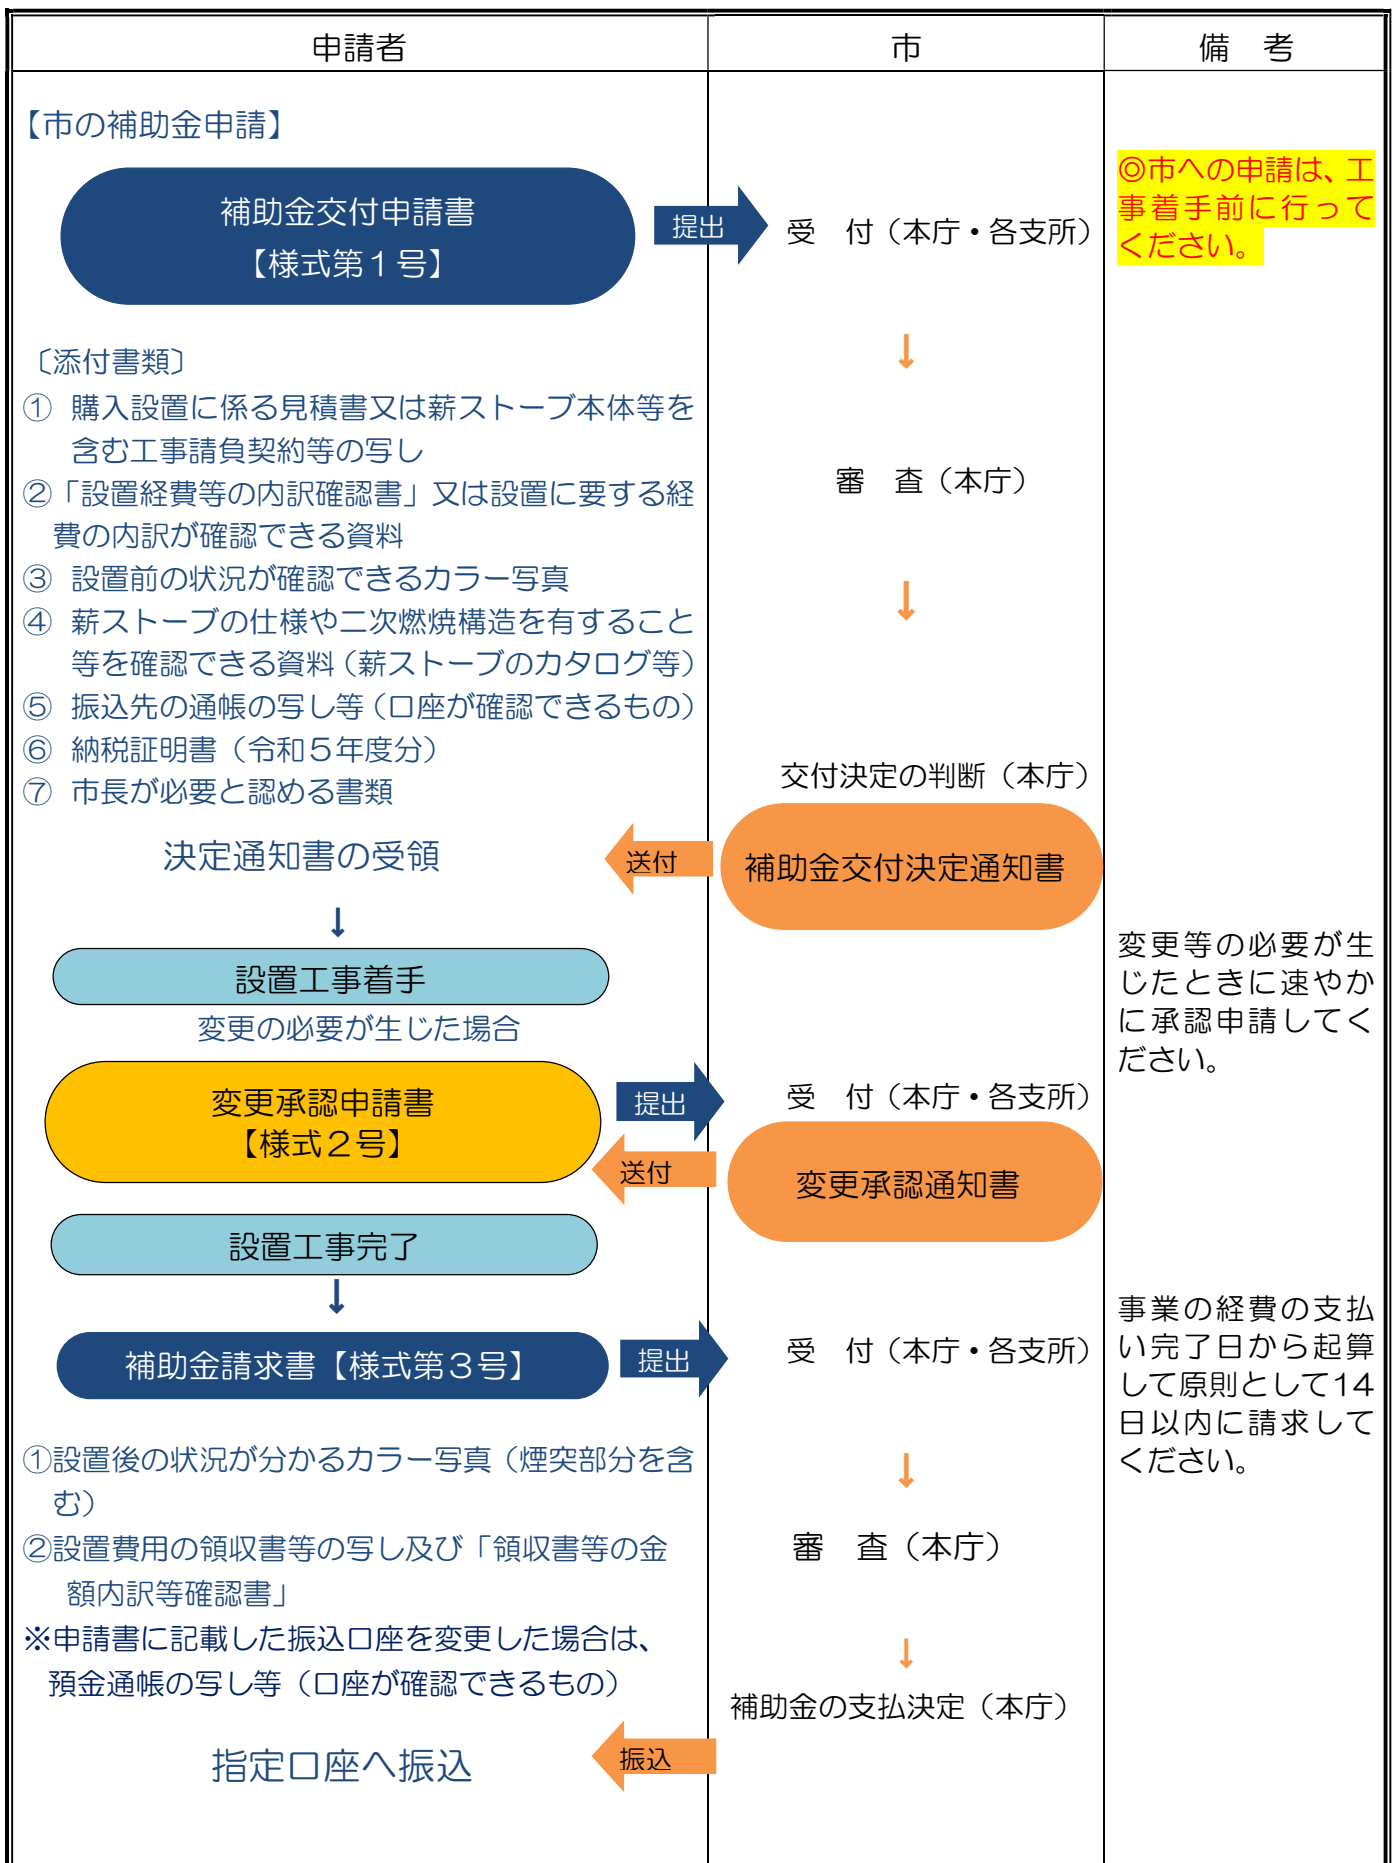 申請者
市
備　考
【市の補助金申請】
補助金交付申請書
【様式第１号】
提出
受　付（本庁・各支所）
◎市への申請は、工
事着手前に行って
ください。
↓
〔添付書類〕
① 購入設置に係る見積書又は薪ストーブ本体等を
含む工事請負契約等の写し
②「設置経費等の内訳確認書」又は設置に要する経
費の内訳が確認できる資料
③ 設置前の状況が確認できるカラー写真
④ 薪ストーブの仕様や二次燃焼構造を有すること
等を確認できる資料（薪ストーブのカタログ等）
⑤ 振込先の通帳の写し等（口座が確認できるもの）
⑥ 納税証明書（令和５年度分）
⑦ 市長が必要と認める書類
審　査（本庁）
↓
交付決定の判断（本庁）
補助金交付決定通知書
送付
決定通知書の受領
↓
設置工事着手
変更の必要が生じた場合
変更等の必要が生
じたときに速やか
に承認申請してく
ださい。
変更承認申請書
【様式２号】
提出
受　付（本庁・各支所）
送付
変更承認通知書
設置工事完了
↓
補助金請求書【様式第３号】
提出
受　付（本庁・各支所）
事業の経費の支払
い完了日から起算
して原則として14
日以内に請求して
ください。
①設置後の状況が分かるカラー写真（煙突部分を含
む）
②設置費用の領収書等の写し及び「領収書等の金
額内訳等確認書」
※申請書に記載した振込口座を変更した場合は、
預金通帳の写し等（口座が確認できるもの）
↓
審　査（本庁）
↓
補助金の支払決定（本庁）
振込
指定口座へ振込